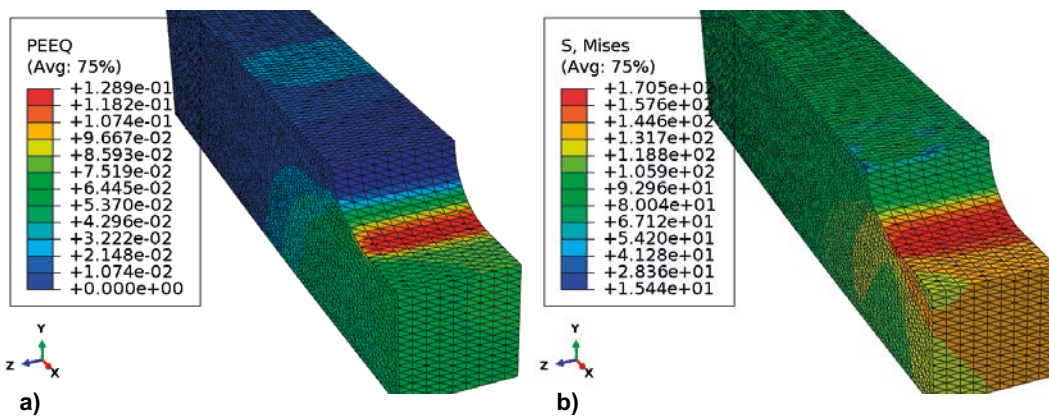 PEEQ
(Avg: 75%)
+1.289e-01
+1.182e-01
+1.074e-01
+9.667e-02
+8.593e-02
+7.519e-02
+6.445e-02
+5.370e-02
+4.296e-02
+3.222e-02
+2.148e-02
+1.074e-02
+0.000e+00
Y
Z
X
a)
S, Mises
(Avg: 75%)
+1.705e+02
+1.576e+02
+1.446e+02
+1.317e+02
+1.188e+02
+1.059e+02
+9.296e+01
+8.004e+01
+6.712e+01
+5.420e+01
+4.128e+01
+2.836e+01
+1.544e+01
Y
Z
X
b)